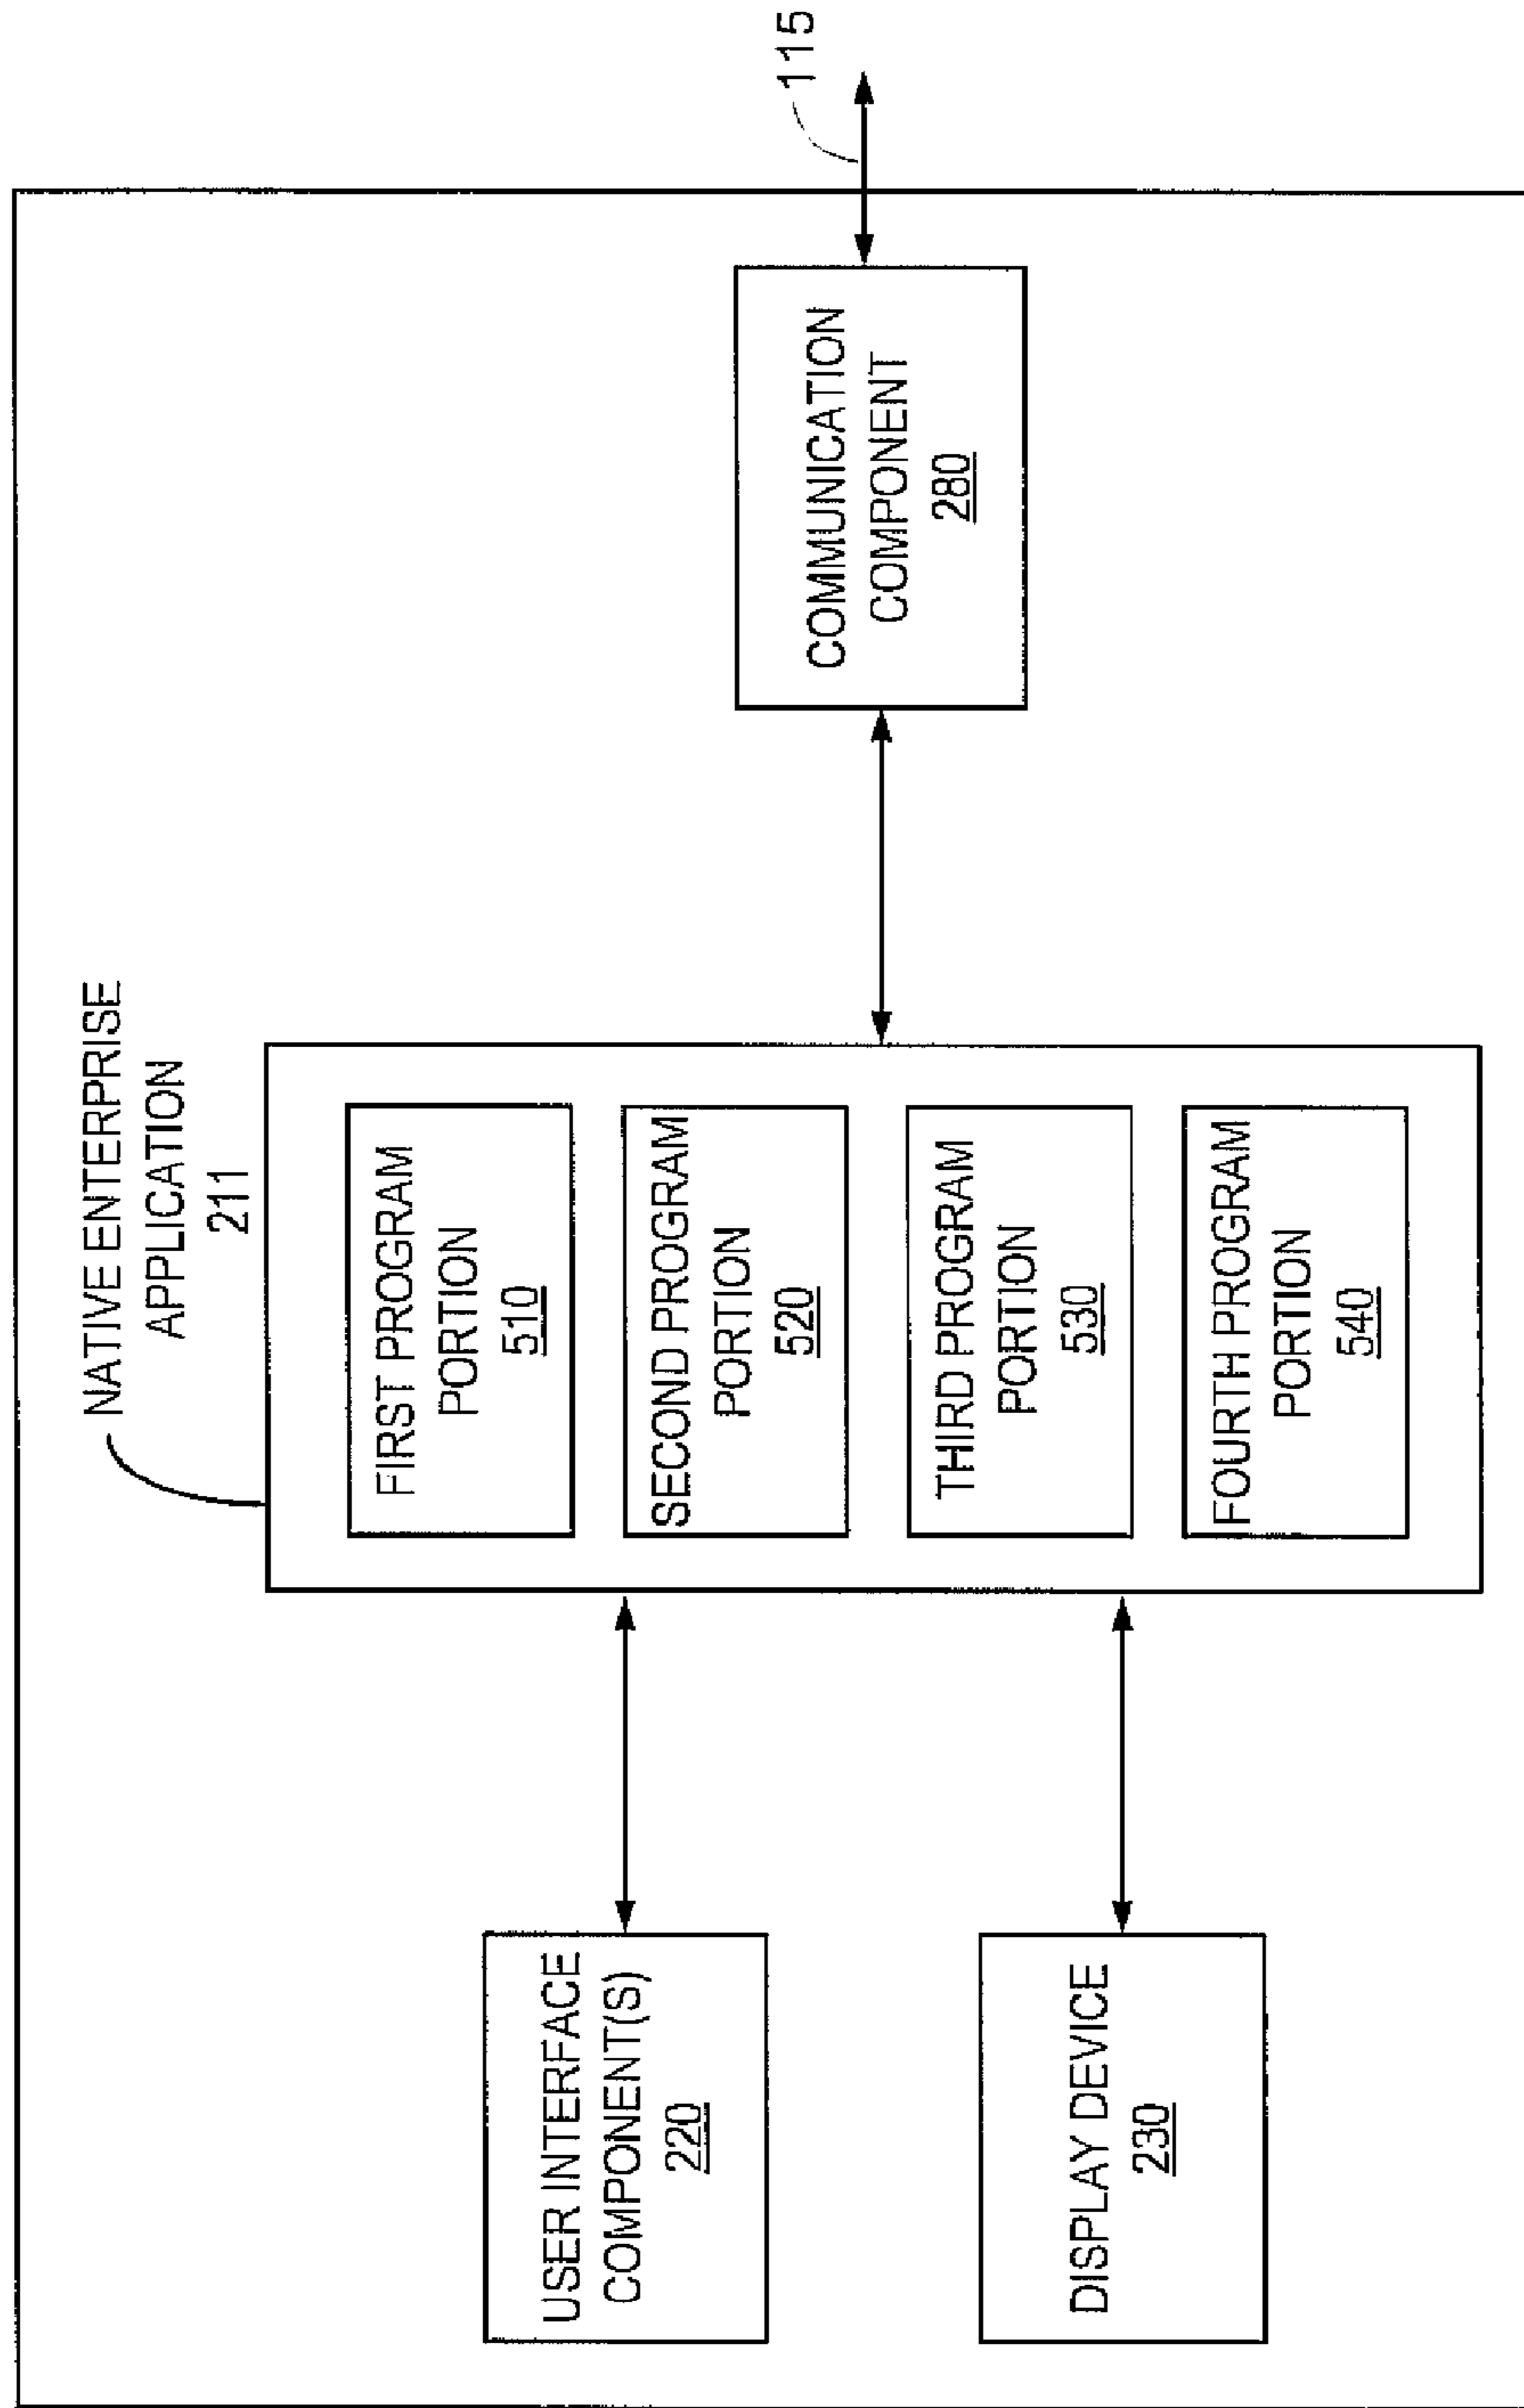 NATIVE ENTERPRISE
APPLICATION
211
USER INTERFACE
COMPONENT(S)
220
DISPLAY DEVICE
230
FIRST PROGRAM
PORTION
510
SECOND PROGRAM
PORTION
520
THIRD PROGRAM
PORTION
530
FOURTH PROGRAM
PORTION
540
COMMUNICATION
COMPONENT
280
115